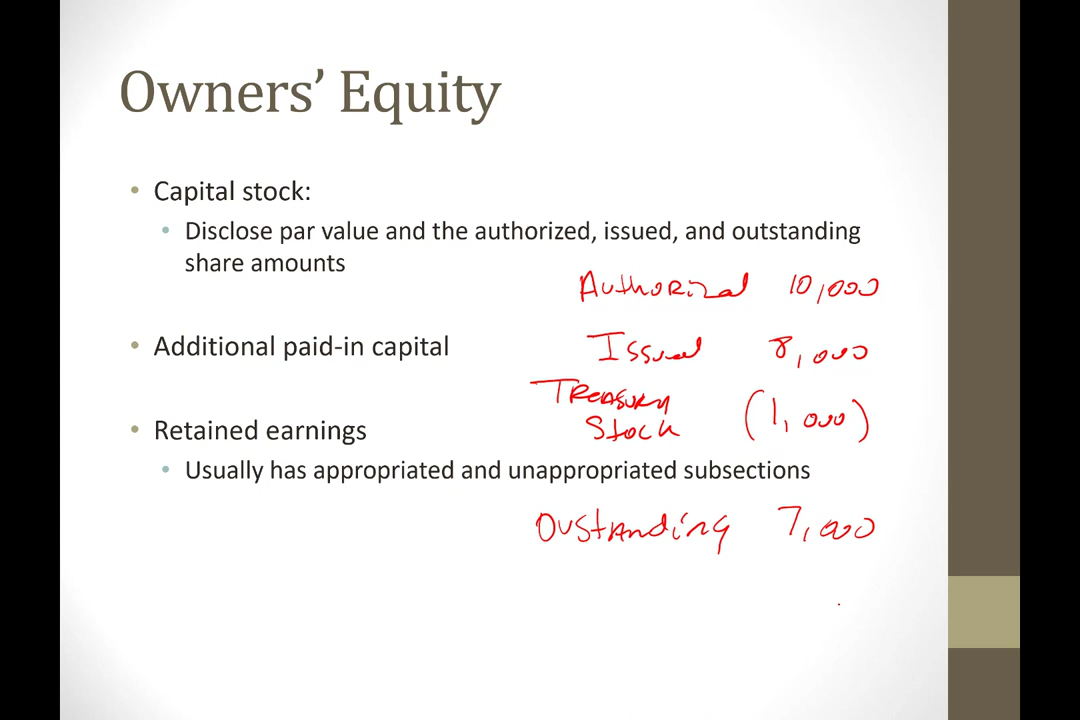 Owners' Equity
• Capital stock:
• Disclose par value and the authorized, issued, and outstanding
share amounts
Authorized 10,000
• Additional paid-in capital
Issued 8,000
Treasury
Stock (1,000)
• Retained earnings
• Usually has appropriated and unappropriated subsections
Oustanding 7,000